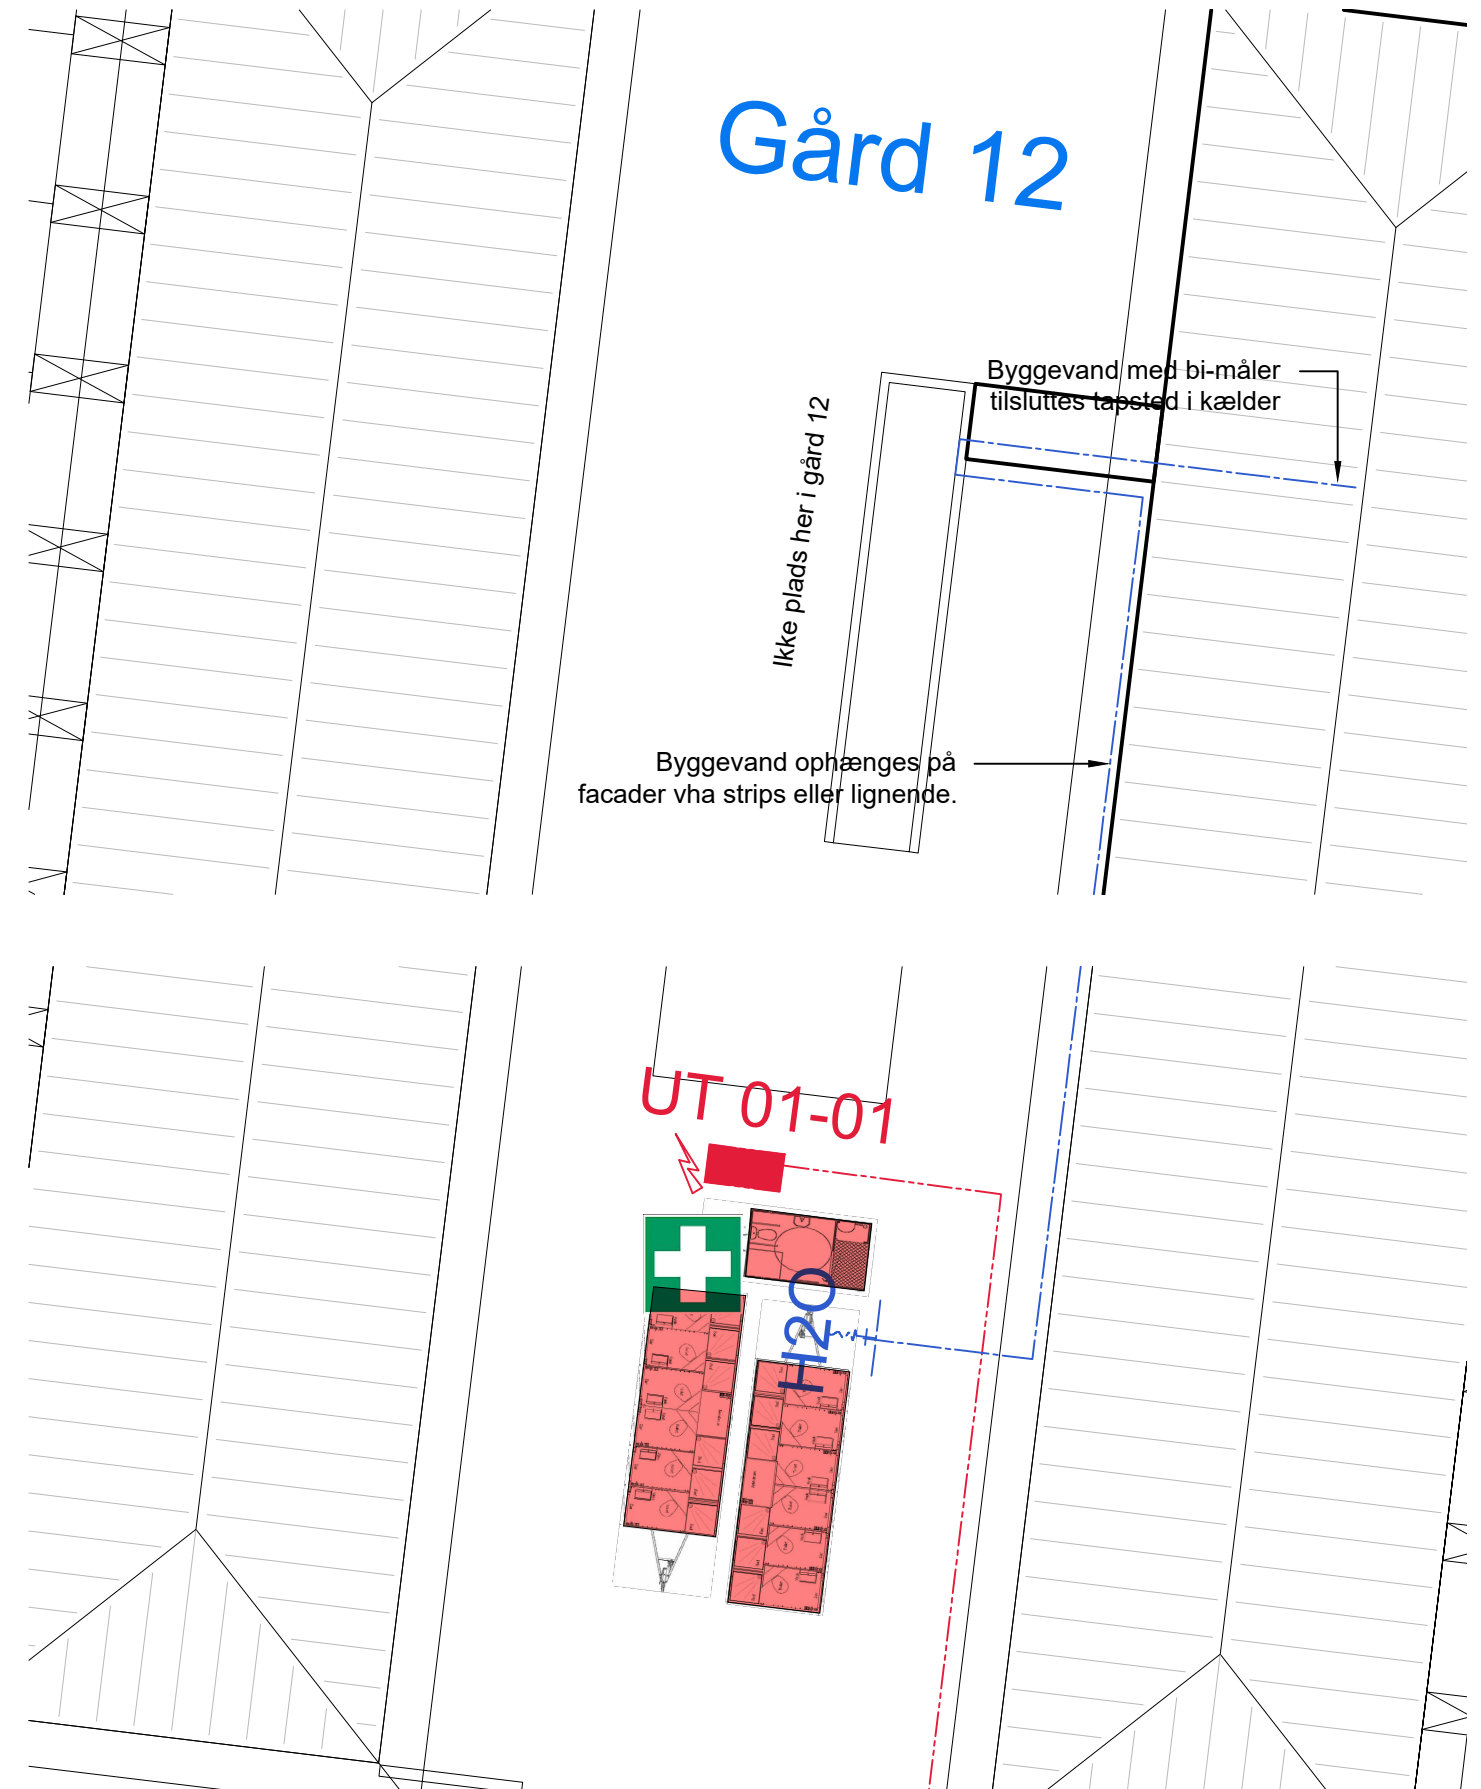 Gård 12
Byggevand med bi-måler
tilsluttes tapsted i kælder
Ikke plads her i gård 12
Byggevand ophænges på
facader vha strips eller lignende.
UT 01-01
H2O